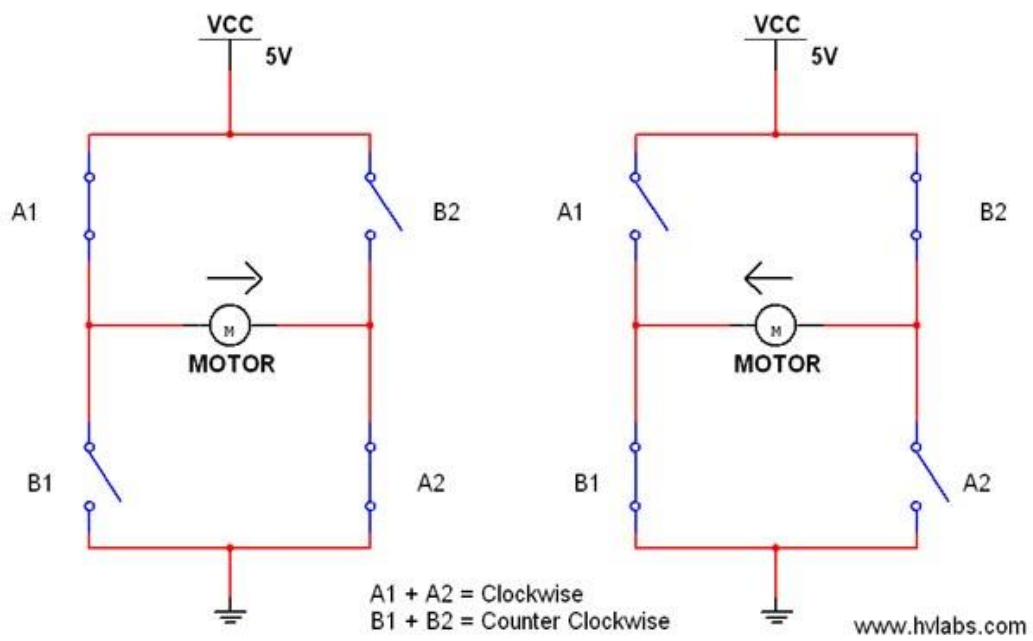 VCC
5V
A1
B2
M
MOTOR
B1
A2
VCC
5V
A1
B2
M
MOTOR
B1
A2
A1 + A2 = Clockwise
B1 + B2 = Counter Clockwise
www.hvlabs.com